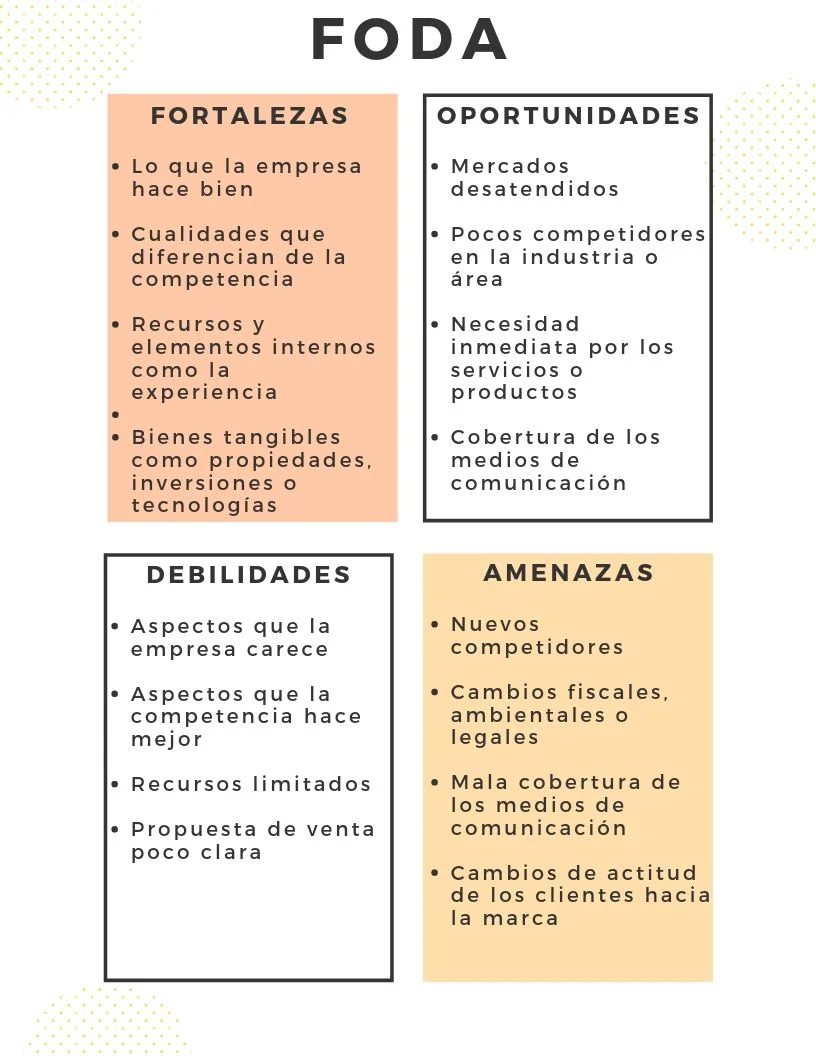 FODA
FORTALEZAS
• Lo que la empresa
hace bien
• Cualidades que
diferencian de la
competencia
• Recursos y
elementos internos
como la
experiencia
•
• Bienes tangibles
como propiedades,
inversiones o
tecnologías
OPORTUNIDADES
• Mercados
desatendidos
• Pocos competidores
en la industria o
área
• Necesidad
inmediata por los
servicios o
productos
• Cobertura de los
medios de
comunicación
DEBILIDADES
• Aspectos que la
empresa carece
• Aspectos que la
competencia hace
mejor
• Recursos limitados
• Propuesta de venta
poco clara
AMENAZAS
• Nuevos
competidores
• Cambios fiscales,
ambientales o
legales
• Mala cobertura de
los medios de
comunicación
• Cambios de actitud
de los clientes hacia
la marca